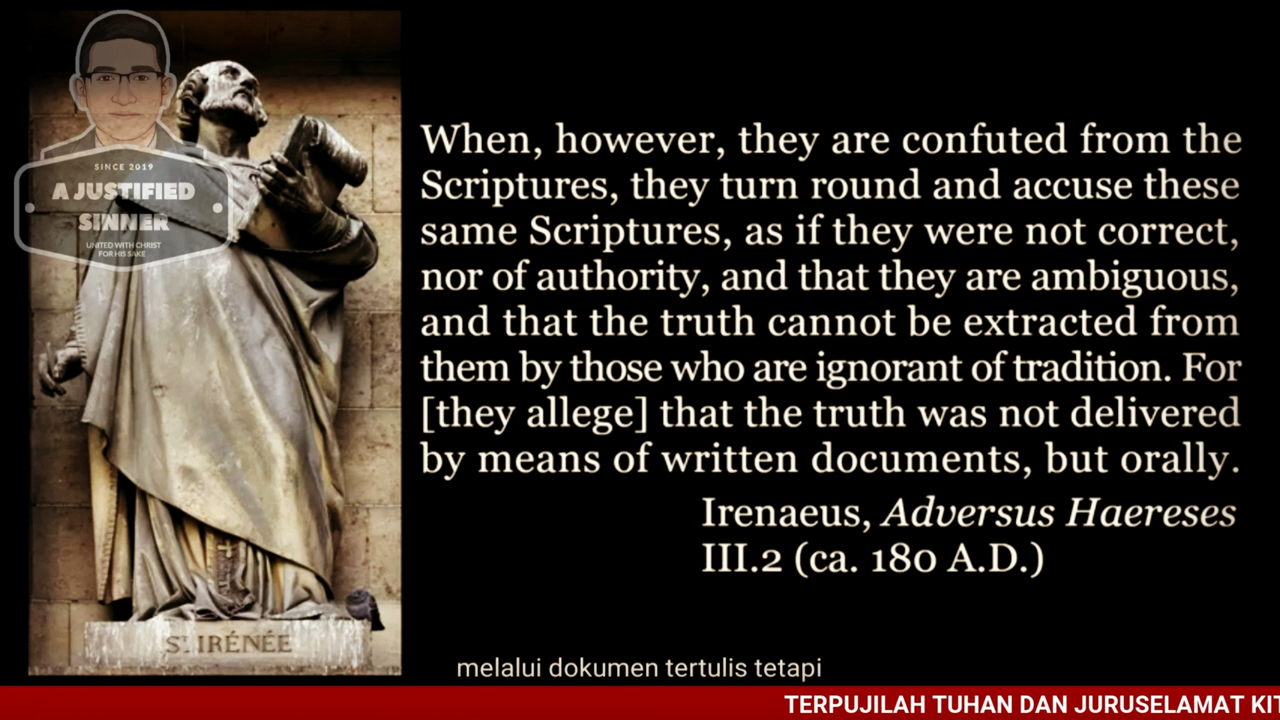 SINCE 2019
A JUSTIFIED
SINNER
UNITED WITH CHRIST
FOR HIS SAKE
When, however, they are confuted from the
Scriptures, they turn round and accuse these
same Scriptures, as if they were not correct,
nor of authority, and that they are ambiguous,
and that the truth cannot be extracted from
them by those who are ignorant of tradition. For
[they allege] that the truth was not delivered
by means of written documents, but orally.
Irenaeus, Adversus Haereses
III.2 (ca. 180 A.D.)
ST IRÉNÉE
melalui dokumen tertulis tetapi
TERPUJILAH TUHAN DAN JURUSELAMAT KIT